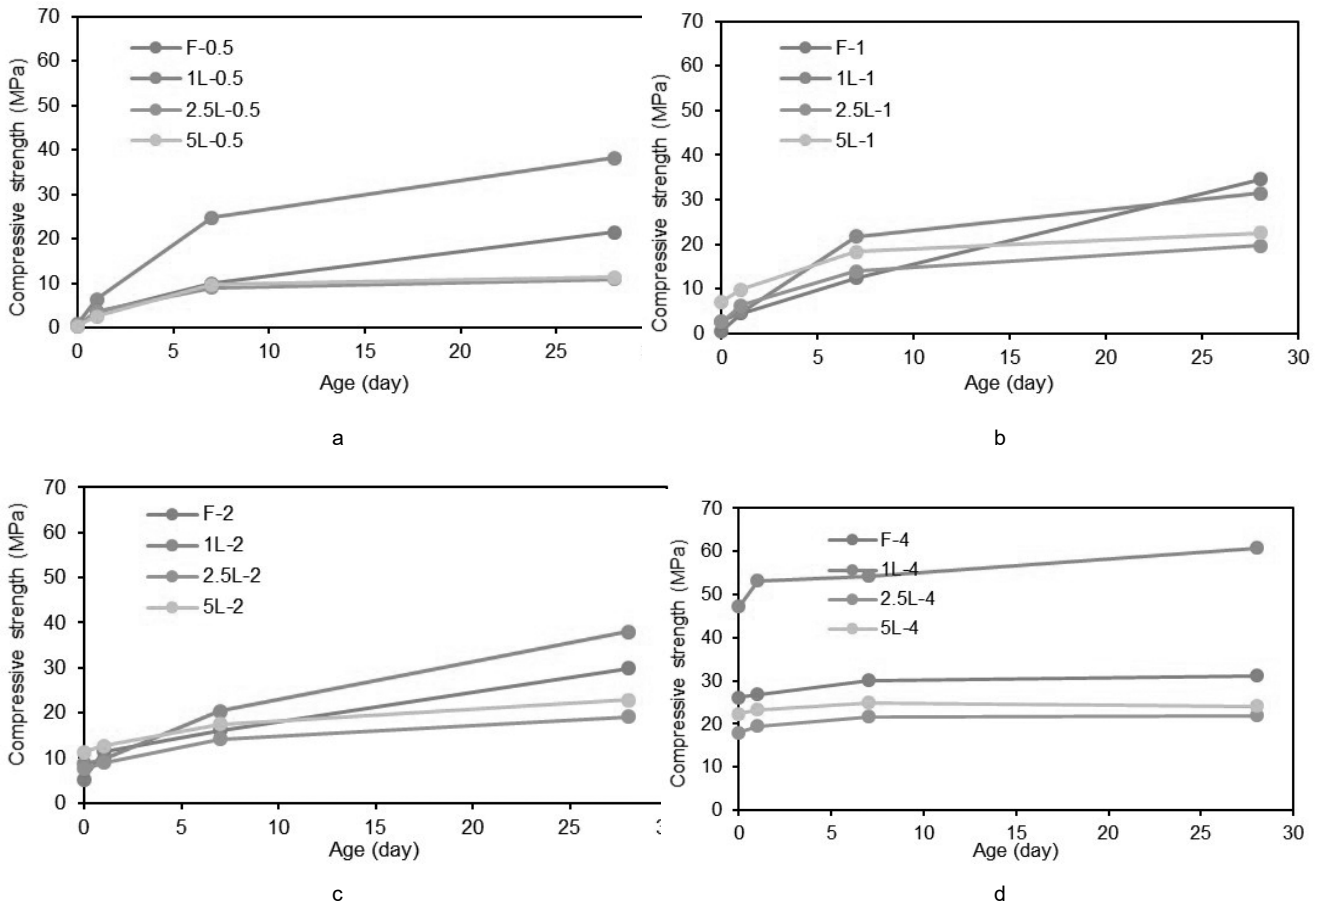 70
60
50
40
30
20
10
0
Compressive strength (MPa)
F-0.5
1L-0.5
2.5L-0.5
5L-0.5
0 5 10 15 20 25
Age (day)
a
70
60
50
40
30
20
10
0
Compressive strength (MPa)
F-1
1L-1
2.5L-1
5L-1
0 5 10 15 20 25 30
Age (day)
b
70
60
50
40
30
20
10
0
Compressive strength (MPa)
F-2
1L-2
2.5L-2
5L-2
0 5 10 15 20 25
Age (day)
c
70
60
50
40
30
20
10
0
Compressive strength (MPa)
F-4
1L-4
2.5L-4
5L-4
0 5 10 15 20 25 30
Age (day)
d